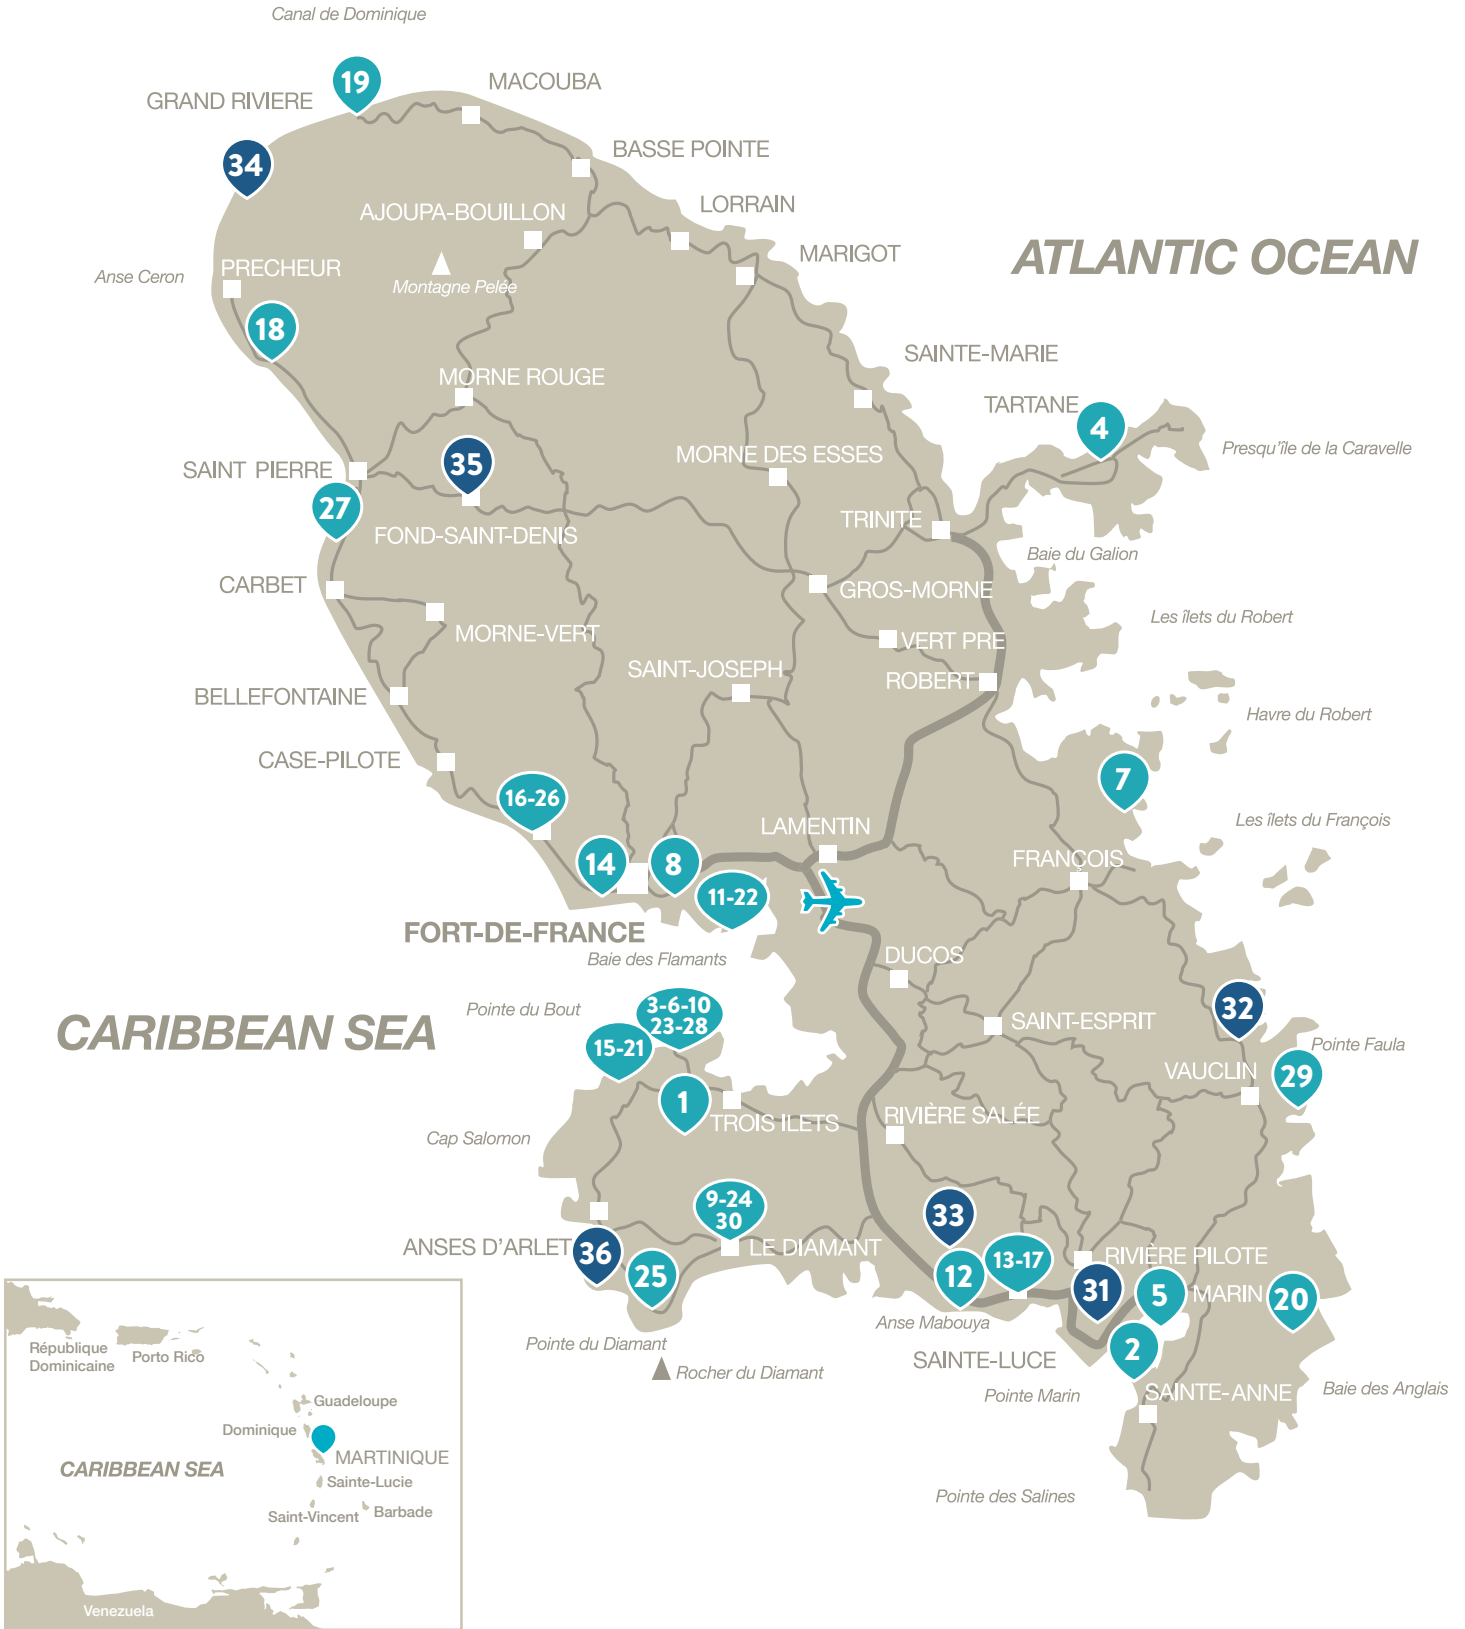 Canal de Dominique
19
MACOUBA
GRAND RIVIERE
34
BASSE POINTE
AJOUPA-BOUILLON
LORRAIN
MARIGOT
ATLANTIC OCEAN
Anse Ceron
PRECHEUR
Montagne Pelée
18
SAINTE-MARIE
MORNE ROUGE
TARTANE
4
Presqu'île de la Caravelle
SAINT PIERRE
35
MORNE DES ESSES
27
TRINITE
FOND-SAINT-DENIS
Baie du Galion
CARBET
GROS-MORNE
Les îlets du Robert
MORNE-VERT
VERT PRE
SAINT-JOSEPH
ROBERT
BELLEFONTAINE
Havre du Robert
CASE-PILOTE
7
16-26
Les îlets du François
LAMENTIN
14
8
FRANÇOIS
11-22
FORT-DE-FRANCE
Baie des Flamants
DUCOS
Pointe du Bout
3-6-10
23-28
32
CARIBBEAN SEA
SAINT-ESPRIT
15-21
Pointe Faula
VAUCLIN
29
1
TROIS ILETS
RIVIÈRE SALÉE
Cap Salomon
9-24
30
33
ANSES D'ARLET
36
LE DIAMANT
RIVIÈRE PILOTE
13-17
12
25
31
5
MARIN
20
Anse Mabouya
Pointe du Diamant
2
SAINTE-LUCE
Rocher du Diamant
Pointe Marin
SAINTE-ANNE
Baie des Anglais
Pointe des Salines
République
Dominicaine
Porto Rico
Guadeloupe
Dominique
MARTINIQUE
CARIBBEAN SEA
Sainte-Lucie
Saint-Vincent
Barbade
Venezuela